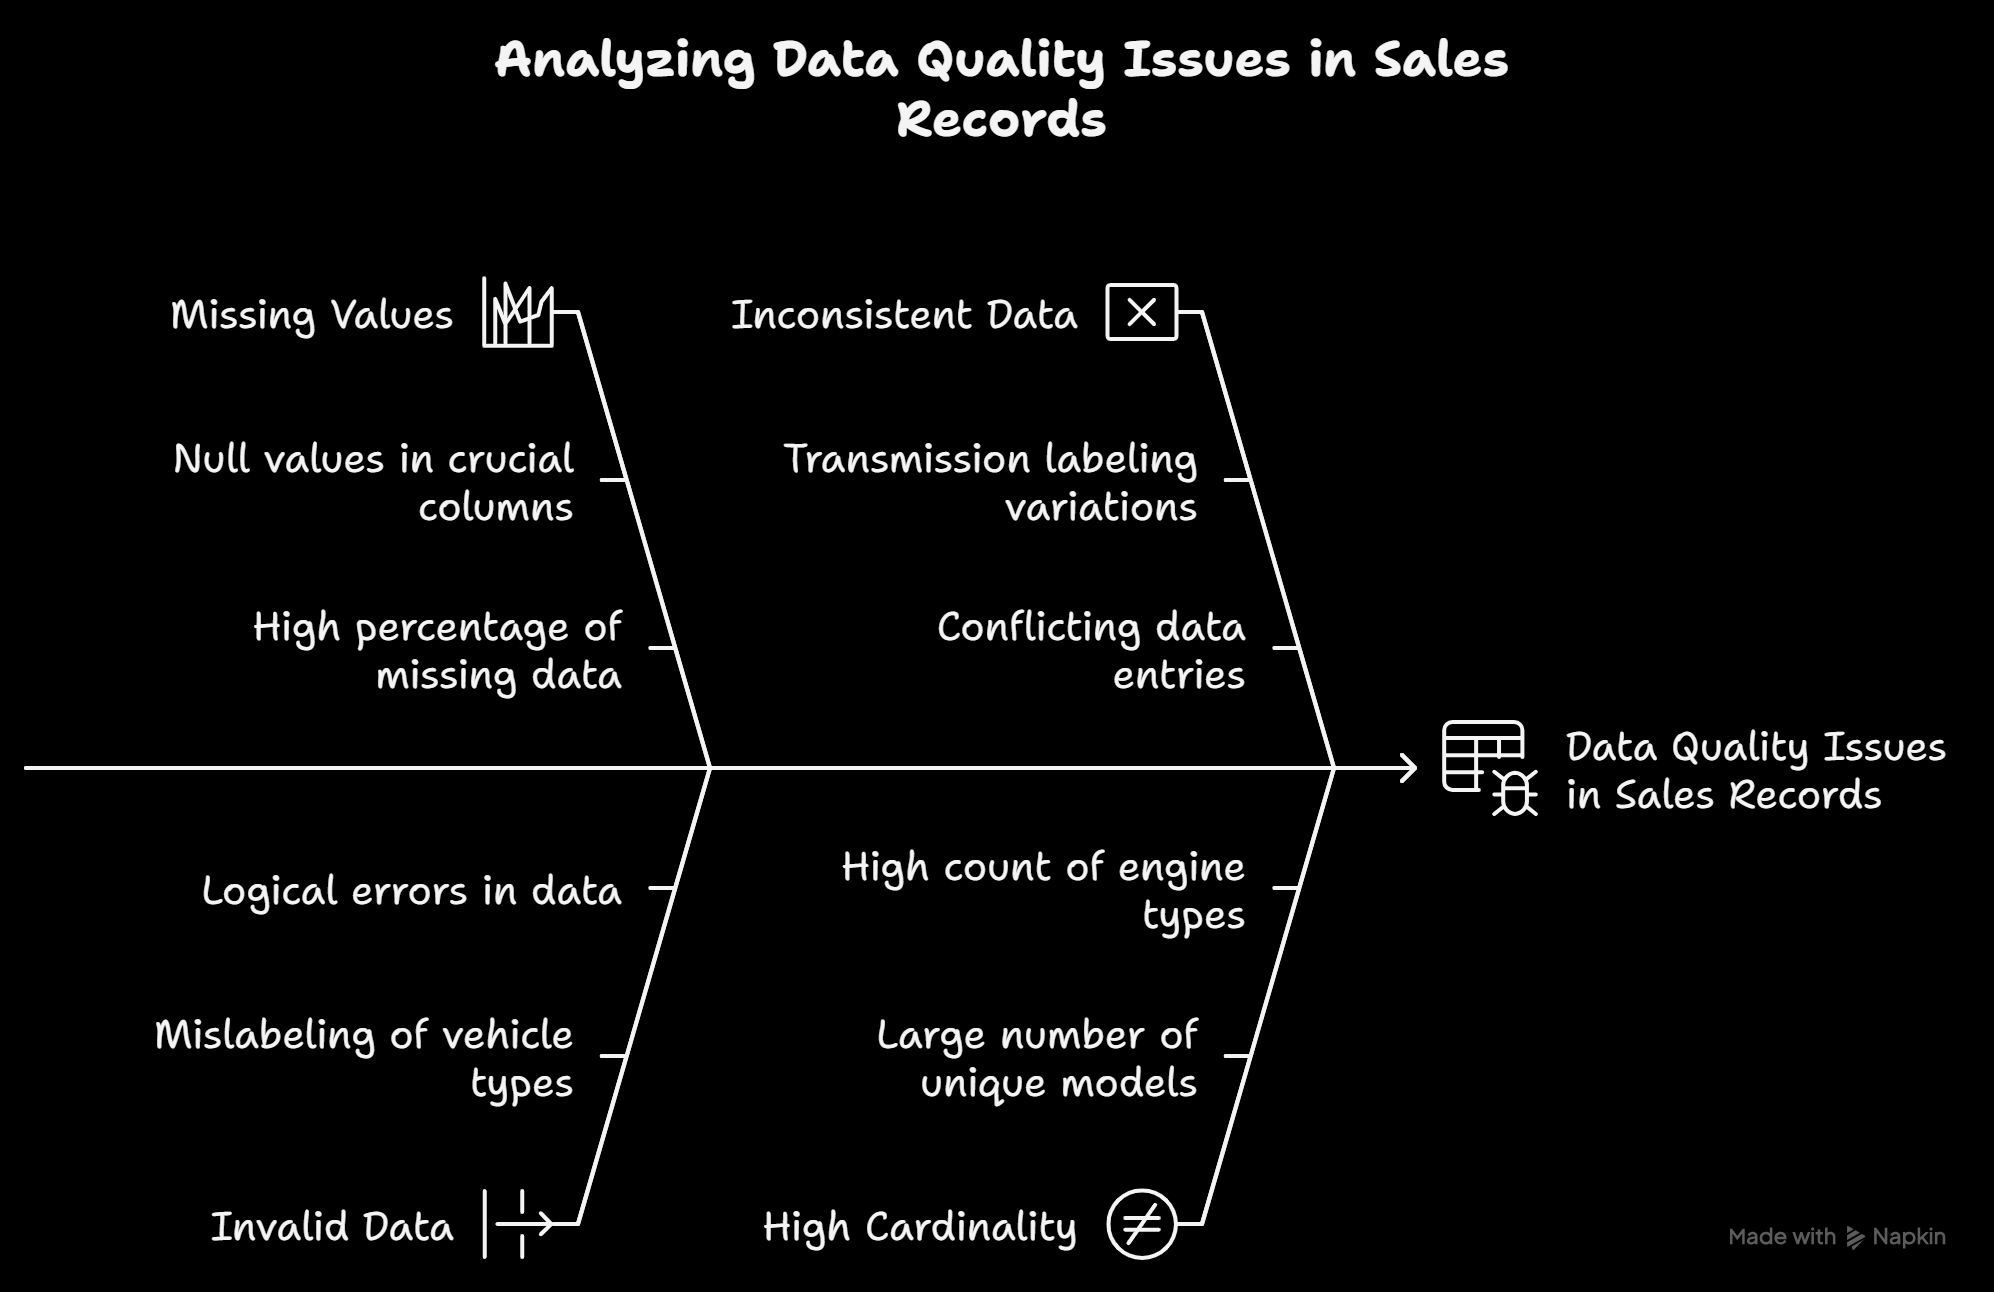 Analyzing Data Quality Issues in Sales
Records
Missing Values
Null values in crucial
columns
High percentage of
missing data
Inconsistent Data
Transmission labeling
variations
Conflicting data
entries
Data Quality Issues
in Sales Records
Logical errors in data
Mislabeling of vehicle
types
Invalid Data
High count of engine
types
Large number of
unique models
High Cardinality
Made with Napkin